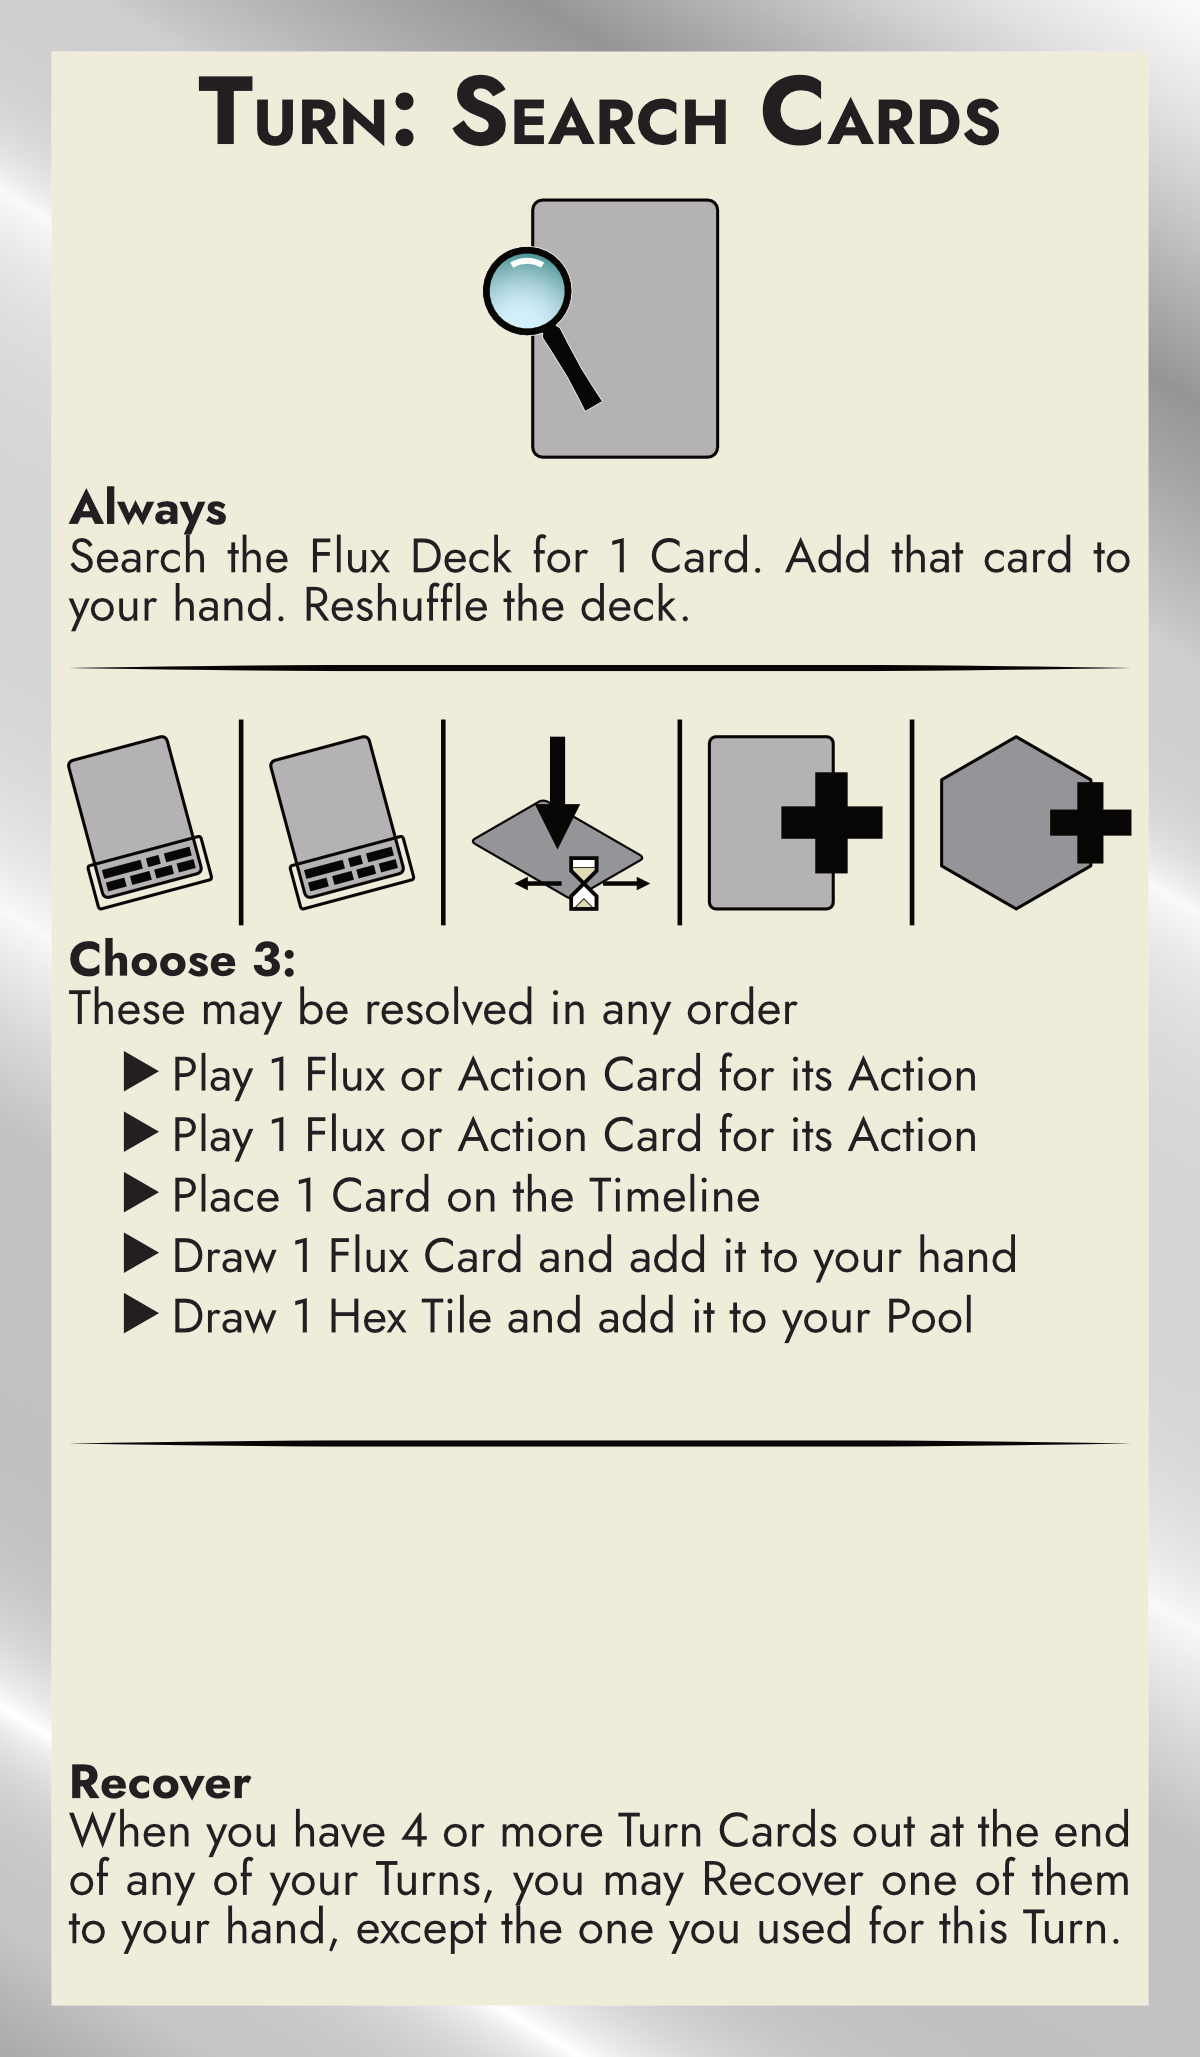 Turn: Search Cards
Always
Search the Flux Deck for 1 Card. Add that card to
your hand. Reshuffle the deck.
Choose 3:
These may be resolved in any order
▶ Play 1 Flux or Action Card for its Action
▶ Play 1 Flux or Action Card for its Action
▶ Place 1 Card on the Timeline
▶ Draw 1 Flux Card and add it to your hand
▶ Draw 1 Hex Tile and add it to your Pool
Recover
When you have 4 or more Turn Cards out at the end
of any of your Turns, you may Recover one of them
to your hand, except the one you used for this Turn.